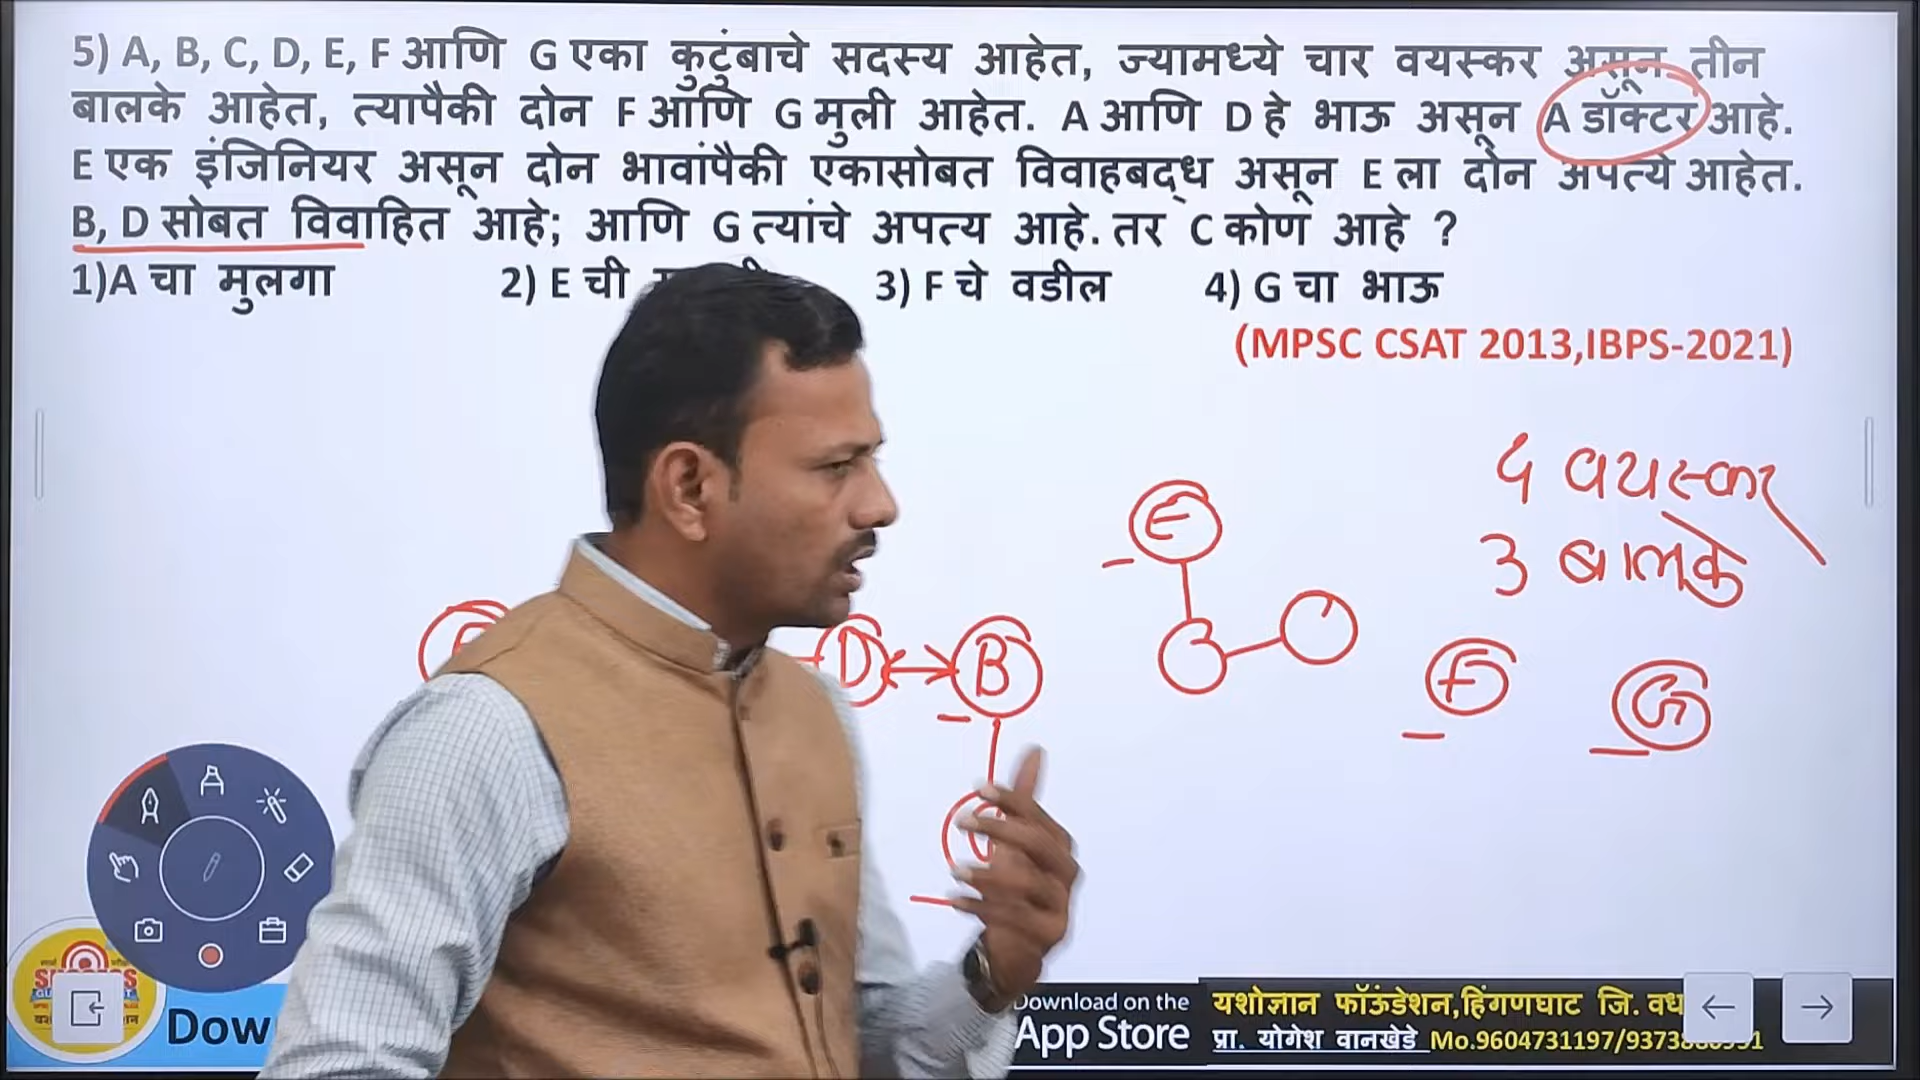 5) A, B, C, D, E, F आणि G एका कुटुंबाचे सदस्य आहेत, ज्यामध्ये चार वयस्कर असून तीन
बालके आहेत, त्यापैकी दोन F आणि G मुली आहेत. A आणि D हे भाऊ असून A डॉक्टर आहे.
E एक इंजिनियर असून दोन भावांपैकी एकासोबत विवाहबद्ध असून E ला दोन अपत्ये आहेत.
B, D सोबत विवाहित आहे; आणि G त्यांचे अपत्य आहे. तर C कोण आहे ?
1)A चा मुलगा 2) E ची 3) F चे वडील 4) G चा भाऊ
(MPSC CSAT 2013,IBPS-2021)
4 वयस्कर
E
3 बालके
D B F G
Download on the
App Store
यशोज्ञान फॉऊंडेशन,हिंगणघाट जि.
प्रा. योगेश वानखेडे Mo.9604731197/